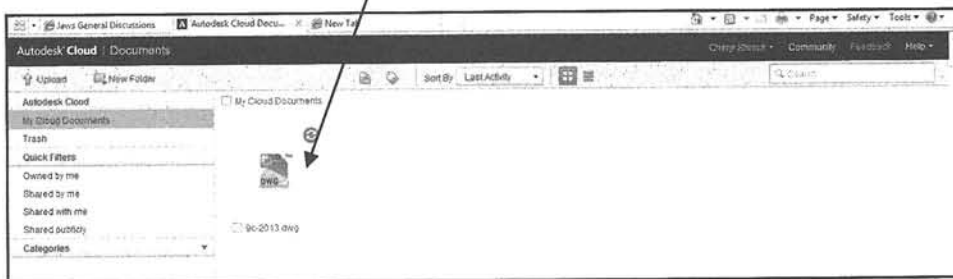 Jaws General Discussions Autodesk Cloud Docu... × New Tab
Page Safety Tools
Autodesk Cloud | Documents
Community Feedback Help
Upload New Folder Sort By Last Activity
Search
Autodesk Cloud
My Cloud Documents
My Cloud Documents
Trash
Quick Filters
Owned by me
DWG
Shared by me
Shared with me
Shared publicly
9c-2013.dwg
Categories